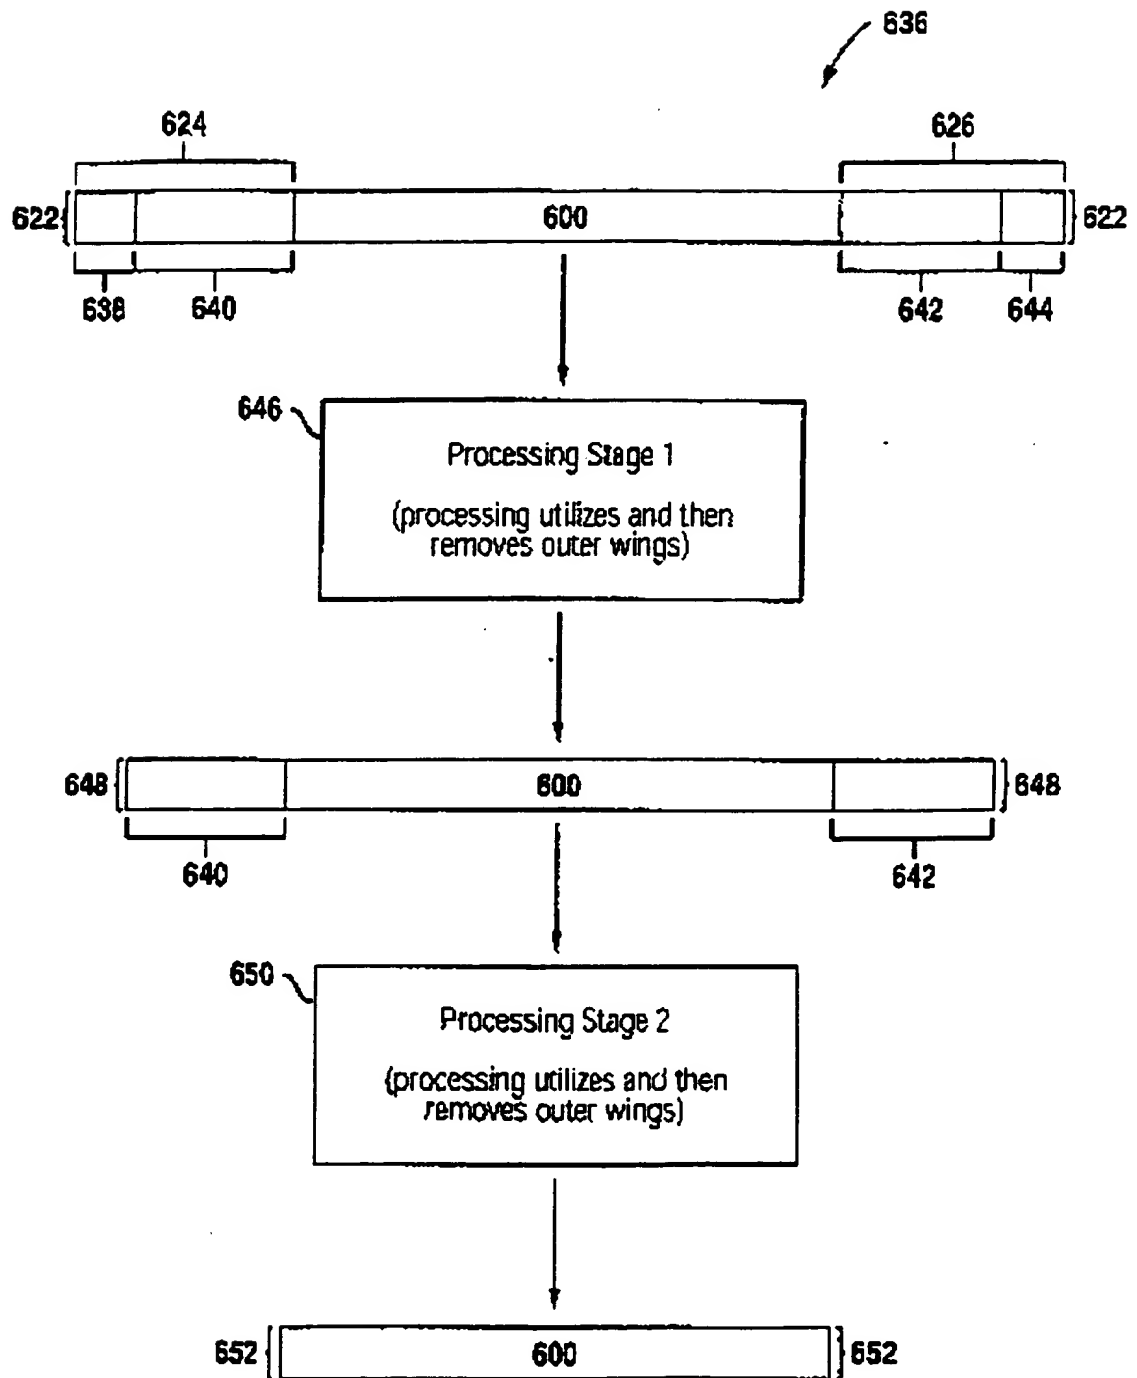 636
624 626
622 600 622
638 640 642 644
646
Processing Stage 1
(processing utilizes and then
removes outer wings)
648 600 648
640 642
650
Processing Stage 2
(processing utilizes and then
removes outer wings)
652 600 652